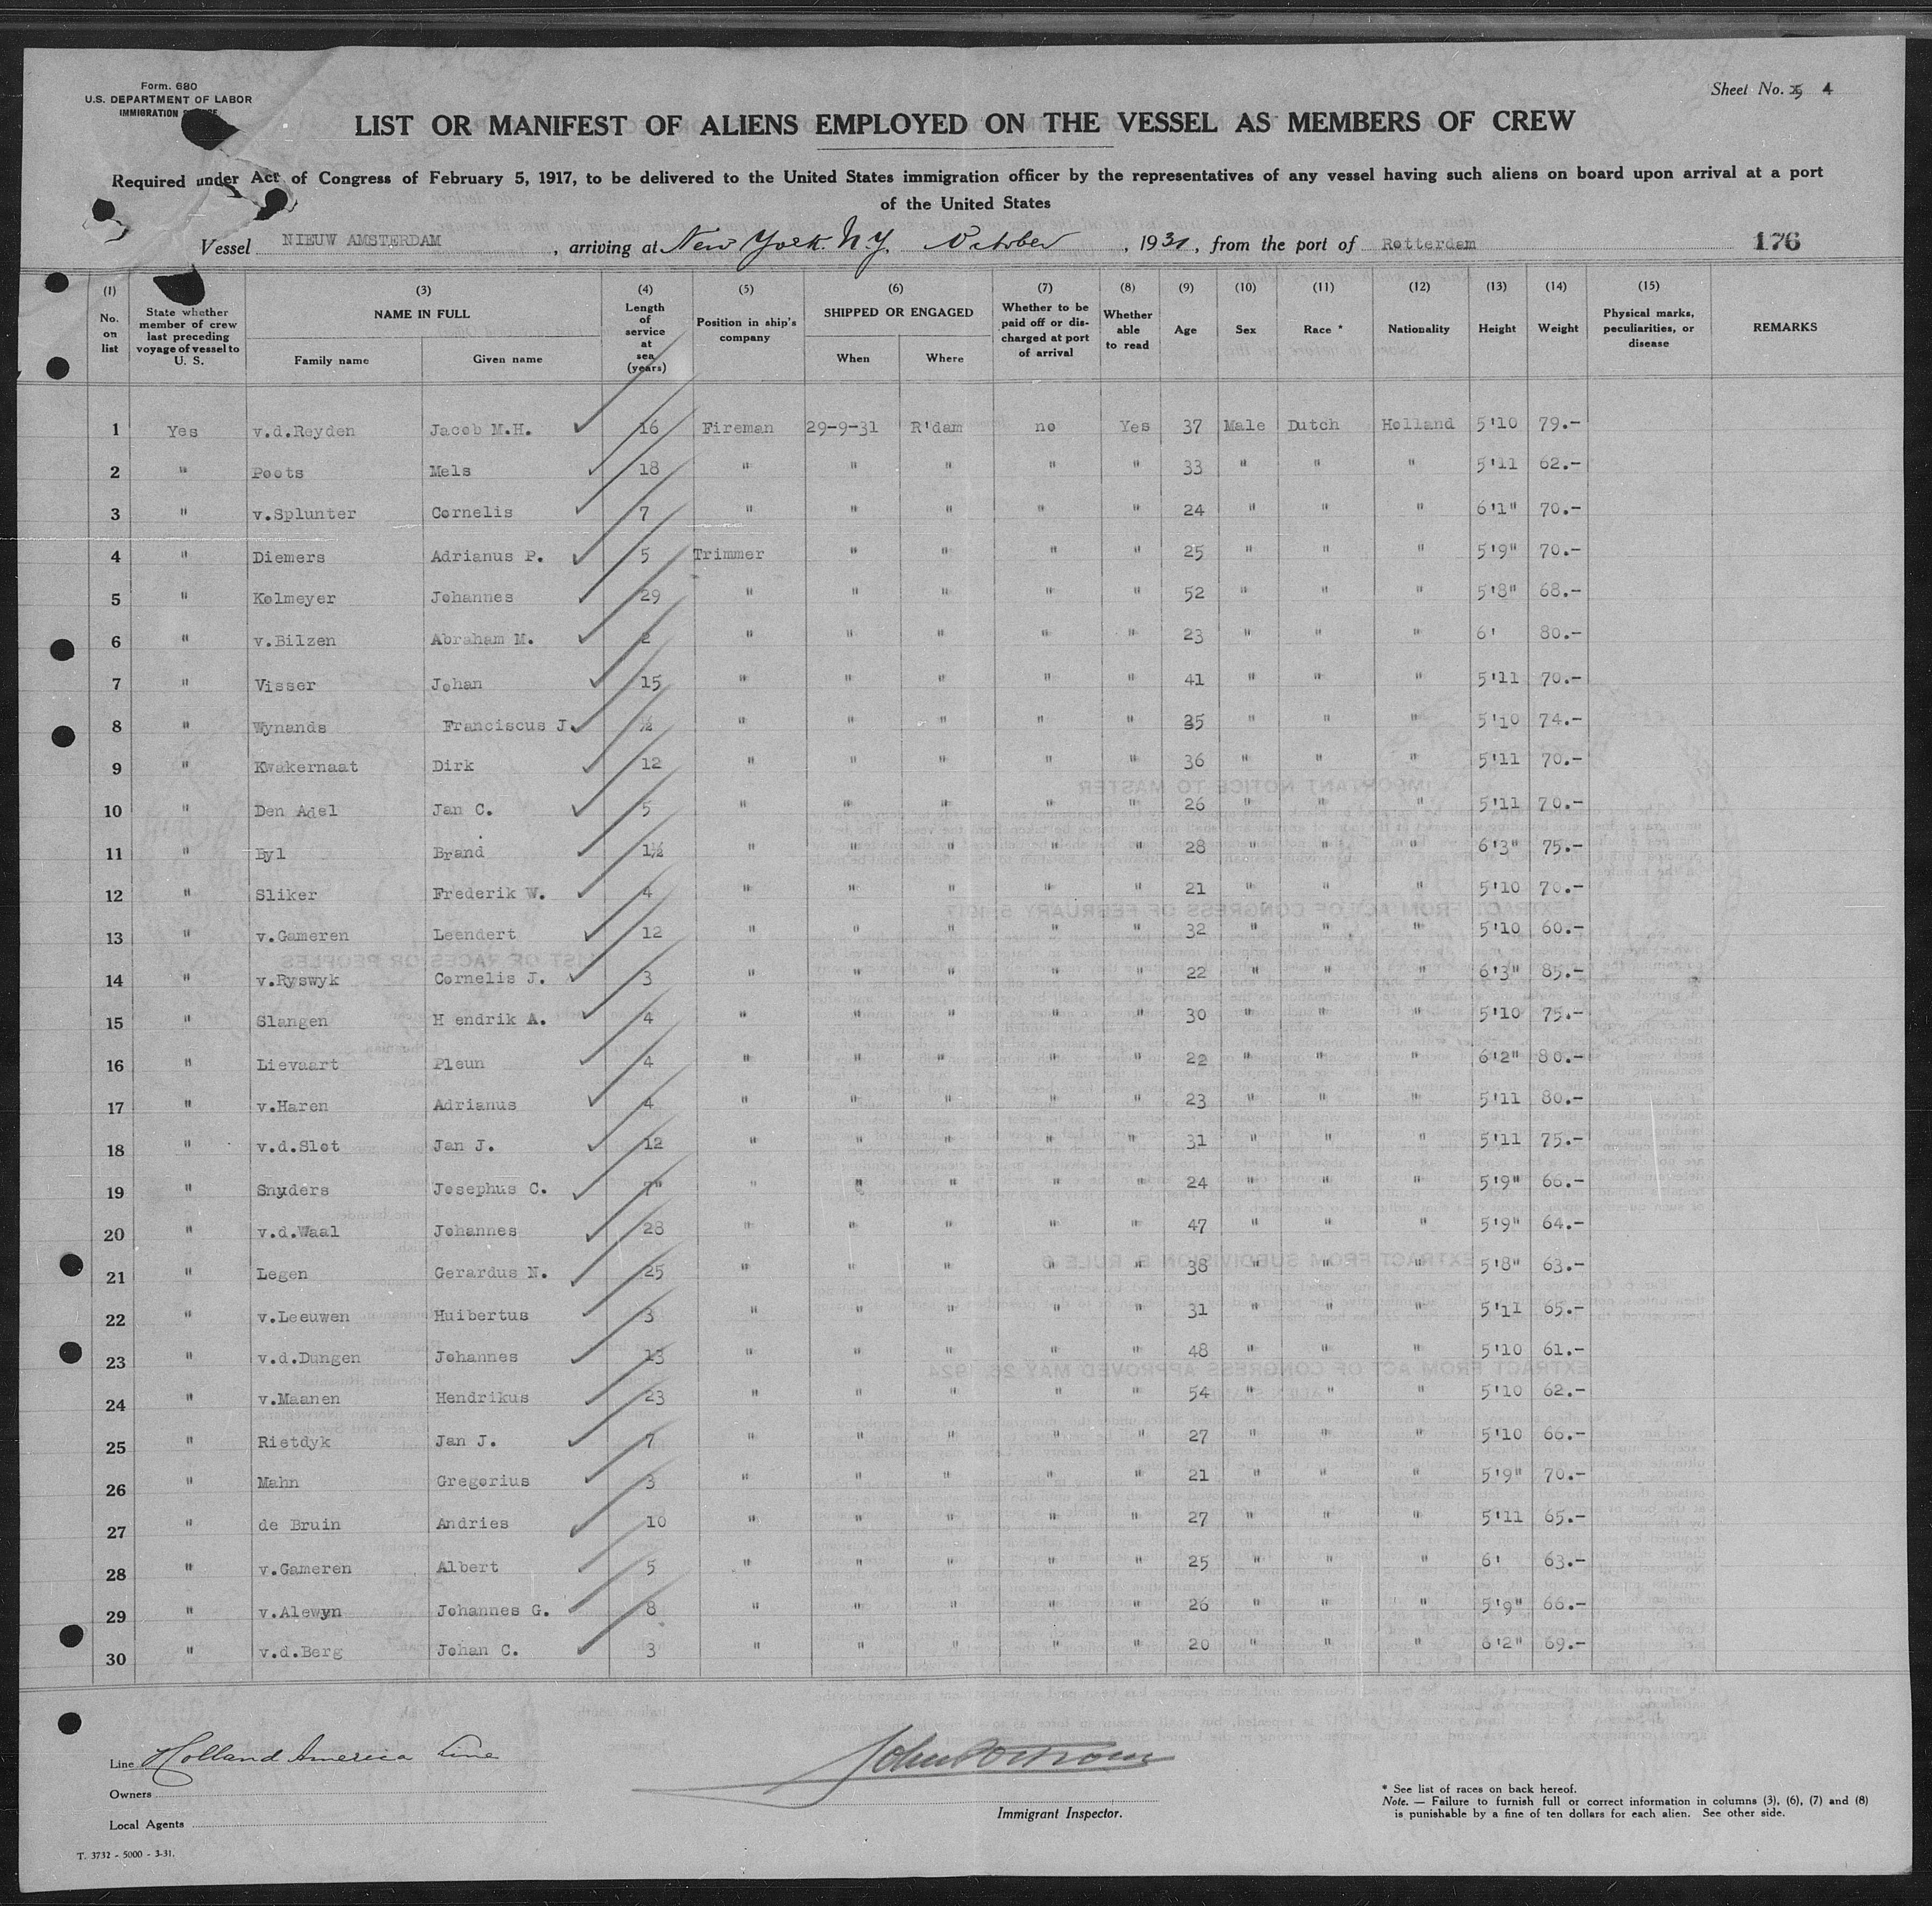 Form. 680
U.S. DEPARTMENT OF LABOR
IMMIGRATION
Sheet No. 4
LIST OR MANIFEST OF ALIENS EMPLOYED ON THE VESSEL AS MEMBERS OF CREW
Required under Act of Congress of February 5, 1917, to be delivered to the United States immigration officer by the representatives of any vessel having such aliens on board upon arrival at a port
of the United States
Vessel NIEUW AMSTERDAM , arriving at New York. N.Y. October , 1931, from the port of Rotterdam 176
(1) No. on list
State whether member of crew last preceding voyage of vessel to U. S.
(3) NAME IN FULL Family name Given name
(4) Length of service at sea (years)
(5) Position in ship's company
(6) SHIPPED OR ENGAGED When Where
(7) Whether to be paid off or discharged at port of arrival
(8) Whether able to read
(9) Age
(10) Sex
(11) Race *
(12) Nationality
(13) Height
(14) Weight
(15) Physical marks, peculiarities, or disease
REMARKS
1 Yes v.d.Reyden Jacob M.H. 16 Fireman 29-9-31 R'dam no Yes 37 Male Dutch Holland 5'10 79.-
2 " Poots Mels 18 " " " " " 33 " " " 5'11 62.-
3 " v.Splunter Cornelis 7 " " " " " 24 " " " 6'1" 70.-
4 " Diemers Adrianus P. 5 Trimmer " " " " 25 " " " 5'9" 70.-
5 " Kolmeyer Johannes 29 " " " " " 52 " " " 5'8" 68.-
6 " v.Bilzen Abraham M. 2 " " " " " 23 " " " 6' 80.-
7 " Visser Johan 15 " " " " " 41 " " " 5'11 70.-
8 " Wynands Franciscus J. ½ " " " " " 35 " " " 5'10 74.-
9 " Kwakernaat Dirk 12 " " " " " 36 " " " 5'11 70.-
10 " Den Adel Jan C. 5 " " " " " 26 " " " 5'11 70.-
11 " Byl Brand 1½ " " " " " 28 " " " 6'3" 75.-
12 " Sliker Frederik W. 4 " " " " " 21 " " " 5'10 70.-
13 " v.Gameren Leendert 12 " " " " " 32 " " " 5'10 60.-
14 " v.Ryswyk Cornelis J. 3 " " " " " 22 " " " 6'3" 85.-
15 " Slangen H endrik A. 4 " " " " " 30 " " " 5'10 75.-
16 " Lievaart Pleun 4 " " " " " 22 " " " 6'2" 80.-
17 " v.Haren Adrianus 4 " " " " " 23 " " " 5'11 80.-
18 " v.d.Slot Jan J. 12 " " " " " 31 " " " 5'11 75.-
19 " Snyders Josephus C. 7" " " " " " 24 " " " 5'9" 66.-
20 " v.d.Waal Johannes 28 " " " " " 47 " " " 5'9" 64.-
21 " Legen Gerardus N. 25 " " " " " 38 " " " 5'8" 63.-
22 " v.Leeuwen Huibertus 3 " " " " " 31 " " " 5'11 65.-
23 " v.d.Dungen Johannes 13 " " " " " 48 " " " 5'10 61.-
24 " v.Maanen Hendrikus 23 " " " " " 54 " " " 5'10 62.-
25 " Rietdyk Jan J. 7 " " " " " 27 " " " 5'10 66.-
26 " Mahn Gregorius 3 " " " " " 21 " " " 5'9" 70.-
27 " de Bruin Andries 10 " " " " " 27 " " " 5'11 65.-
28 " v.Gameren Albert 5 " " " " " 25 " " " 6' 63.-
29 " v.Alewyn Johannes G. 8 " " " " " 26 " " " 5'9" 66.-
30 " v.d.Berg Johan C. 3 " " " " " 20 " " " 6'2" 69.-
Line Holland America Line
Owners
Local Agents
Immigrant Inspector.
* See list of races on back hereof.
Note. — Failure to furnish full or correct information in columns (3), (6), (7) and (8)
is punishable by a fine of ten dollars for each alien. See other side.
T. 3732 - 5000 - 3-31.